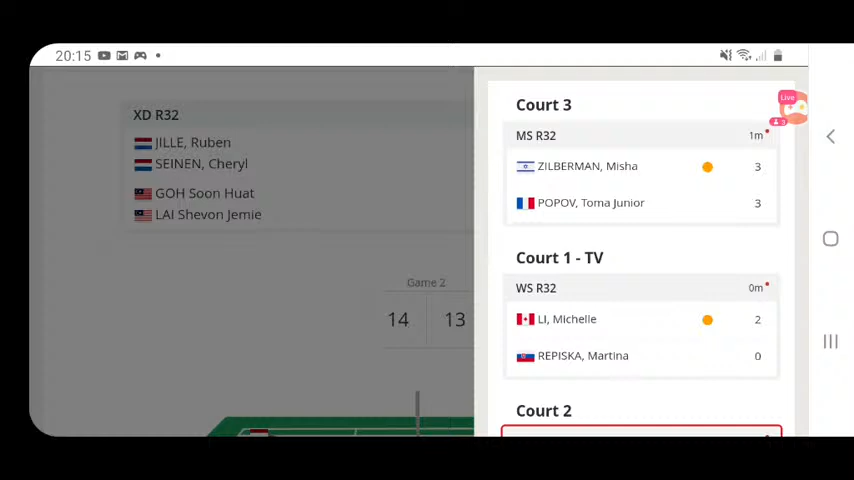 20:15
XD R32
JILLE, Ruben
SEINEN, Cheryl
GOH Soon Huat
LAI Shevon Jemie
Game 2
14 13
Court 3
MS R32 1m
ZILBERMAN, Misha 3
POPOV, Toma Junior 3
Court 1 - TV
WS R32 0m
LI, Michelle 2
REPISKA, Martina 0
Court 2
Live
3